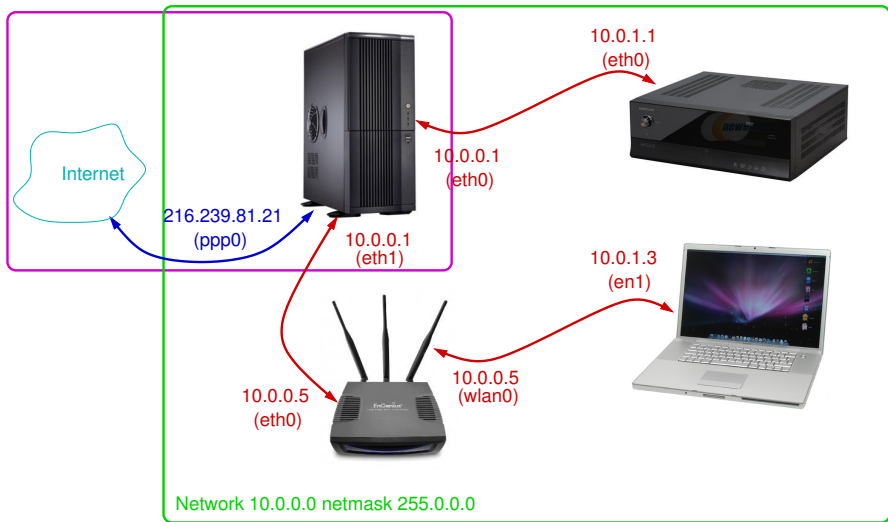 10.0.1.1
(eth0)
10.0.0.1
(eth0)
Internet
216.239.81.21
(ppp0)
10.0.0.1
(eth1)
10.0.1.3
(en1)
10.0.0.5
(eth0)
EnGenius
10.0.0.5
(wlan0)
Network 10.0.0.0 netmask 255.0.0.0